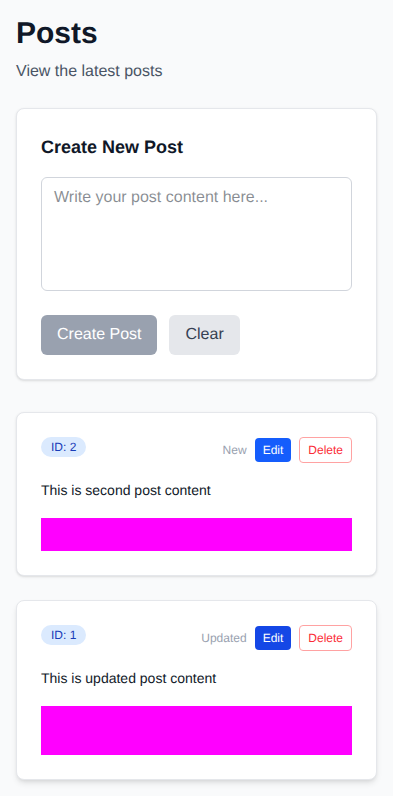 Posts
View the latest posts
Create New Post
Write your post content here...
Create Post Clear
ID: 2 New Edit Delete
This is second post content
ID: 1 Updated Edit Delete
This is updated post content